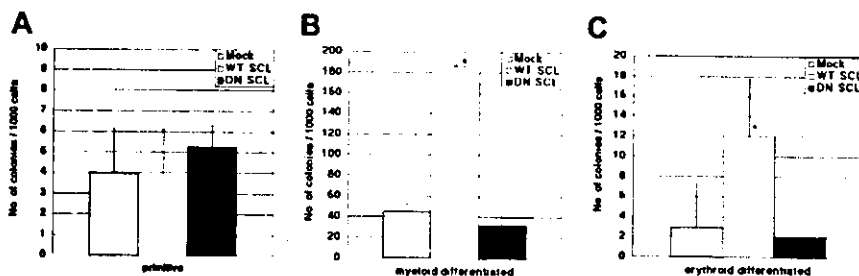 A
No of colonies / 1000 cells
10
9
8
7
6
5
4
3
2
1
0
Mock
WT SCL
DN SCL
primitive
B
No of colonies / 1000 cells
200
180
160
140
120
100
80
60
40
20
0
Mock
WT SCL
DN SCL
*
myeloid differentiated
C
No of colonies / 1000 cells
20
18
16
14
12
10
8
6
4
2
0
Mock
WT SCL
DN SCL
*
erythroid differentiated